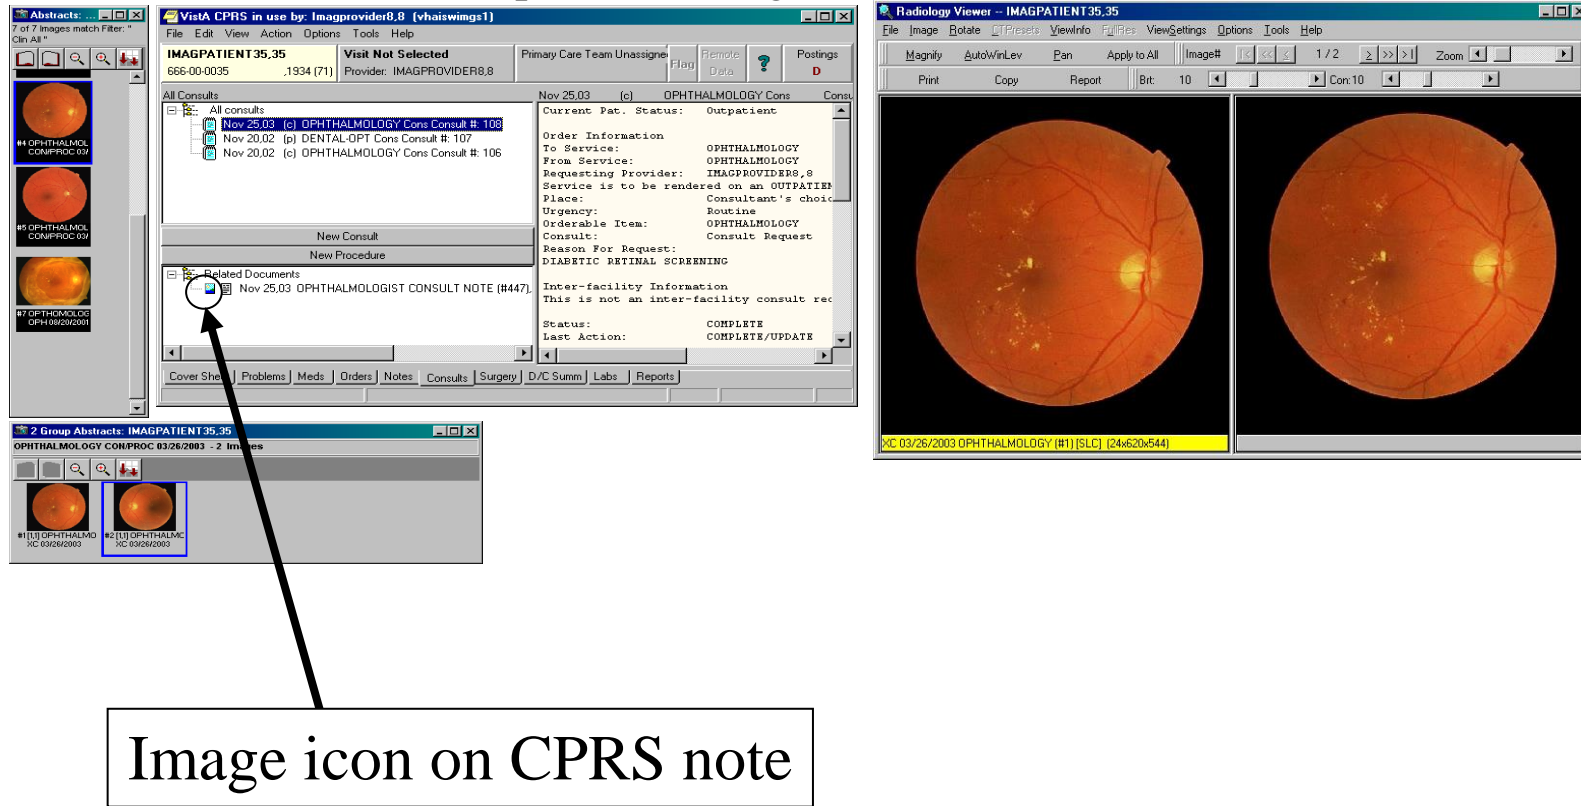 Abstracts: ...
7 of 7 Images match Filter: "
Clin All "
#4 OPHTHALMOL
CON/PROC 03/
#5 OPHTHALMOL
CON/PROC 03/
#7 OPTHOMOLOG
OPH 08/20/2001
VistA CPRS in use by: Imagprovider8,8 (vhaiswimgs1)
File Edit View Action Options Tools Help
IMAGPATIENT35,35
666-00-0035 ,1934 (71)
Visit Not Selected
Provider: IMAGPROVIDER8,8
Primary Care Team Unassigne
Flag
Remote
Data
?
Postings
D
All Consults
All consults
Nov 25,03 (c) OPHTHALMOLOGY Cons Consult #: 108
Nov 20,02 (p) DENTAL-OPT Cons Consult #: 107
Nov 20,02 (c) OPHTHALMOLOGY Cons Consult #: 106
New Consult
New Procedure
Related Documents
Nov 25,03 OPHTHALMOLOGIST CONSULT NOTE (#447),
Nov 25,03 (c) OPHTHALMOLOGY Cons Consu
Current Pat. Status: Outpatient
Order Information
To Service: OPHTHALMOLOGY
From Service: OPHTHALMOLOGY
Requesting Provider: IMAGPROVIDER8,8
Service is to be rendered on an OUTPATIEN
Place: Consultant's choic
Urgency: Routine
Orderable Item: OPHTHALMOLOGY
Consult: Consult Request
Reason For Request:
DIABETIC RETINAL SCREENING
Inter-facility Information
This is not an inter-facility consult rec
Status: COMPLETE
Last Action: COMPLETE/UPDATE
Cover She Problems Meds Orders Notes Consults Surgery D/C Summ Labs Reports
2 Group Abstracts: IMAGPATIENT35,35
OPHTHALMOLOGY CON/PROC 03/26/2003 - 2 Images
#1 [1,1] OPHTHALMO
XC 03/26/2003
#2 [1,1] OPHTHALMC
XC 03/26/2003
Radiology Viewer -- IMAGPATIENT35,35
File Image Rotate CTPresets ViewInfo FullRes ViewSettings Options Tools Help
Magnify AutoWinLev Pan Apply to All Image# |< << < 1 / 2 > >> >| Zoom
Print Copy Report Brt: 10 Con:10
XC 03/26/2003 OPHTHALMOLOGY (#1) [SLC] (24x620x544)
Image icon on CPRS note